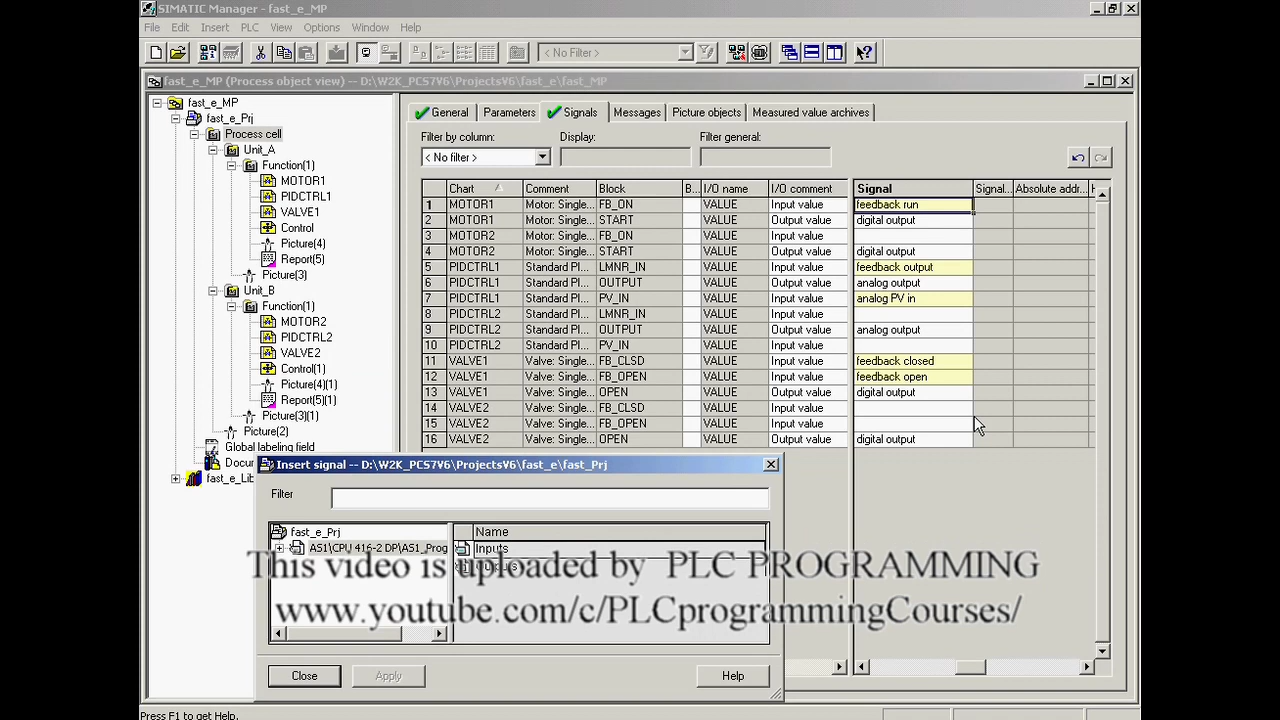 SIMATIC Manager - fast_e_MP
File Edit Insert PLC View Options Window Help
< No Filter >
fast_e_MP (Process object view) -- D:\W2K_PCS7V6\ProjectsV6\fast_e\fast_MP
fast_e_MP
fast_e_Prj
Process cell
Unit_A
Function(1)
MOTOR1
PIDCTRL1
VALVE1
Control
Picture(4)
Report(5)
Picture(3)
Unit_B
Function(1)
MOTOR2
PIDCTRL2
VALVE2
Control(1)
Picture(4)(1)
Report(5)(1)
Picture(3)(1)
Picture(2)
Global labeling field
Docum
fast_e_Lib
General Parameters Signals Messages Picture objects Measured value archives
Filter by column: Display: Filter general:
< No filter >
Chart Comment Block B... I/O name I/O comment Signal Signal... Absolute addr...
1 MOTOR1 Motor: Single... FB_ON VALUE Input value feedback run
2 MOTOR1 Motor: Single... START VALUE Output value digital output
3 MOTOR2 Motor: Single... FB_ON VALUE Input value
4 MOTOR2 Motor: Single... START VALUE Output value digital output
5 PIDCTRL1 Standard PI... LMNR_IN VALUE Input value feedback output
6 PIDCTRL1 Standard PI... OUTPUT VALUE Output value analog output
7 PIDCTRL1 Standard PI... PV_IN VALUE Input value analog PV in
8 PIDCTRL2 Standard PI... LMNR_IN VALUE Input value
9 PIDCTRL2 Standard PI... OUTPUT VALUE Output value analog output
10 PIDCTRL2 Standard PI... PV_IN VALUE Input value
11 VALVE1 Valve: Single... FB_CLSD VALUE Input value feedback closed
12 VALVE1 Valve: Single... FB_OPEN VALUE Input value feedback open
13 VALVE1 Valve: Single... OPEN VALUE Output value digital output
14 VALVE2 Valve: Single... FB_CLSD VALUE Input value
15 VALVE2 Valve: Single... FB_OPEN VALUE Input value
16 VALVE2 Valve: Single... OPEN VALUE Output value digital output
Insert signal -- D:\W2K_PCS7V6\ProjectsV6\fast_e\fast_Prj
Filter
fast_e_Prj
AS1\CPU 416-2 DP\AS1_Prog
Name
Inputs
Outputs
This video is uploaded by PLC PROGRAMMING
www.youtube.com/c/PLCprogrammingCourses/
Close Apply Help
Press F1 to get Help.